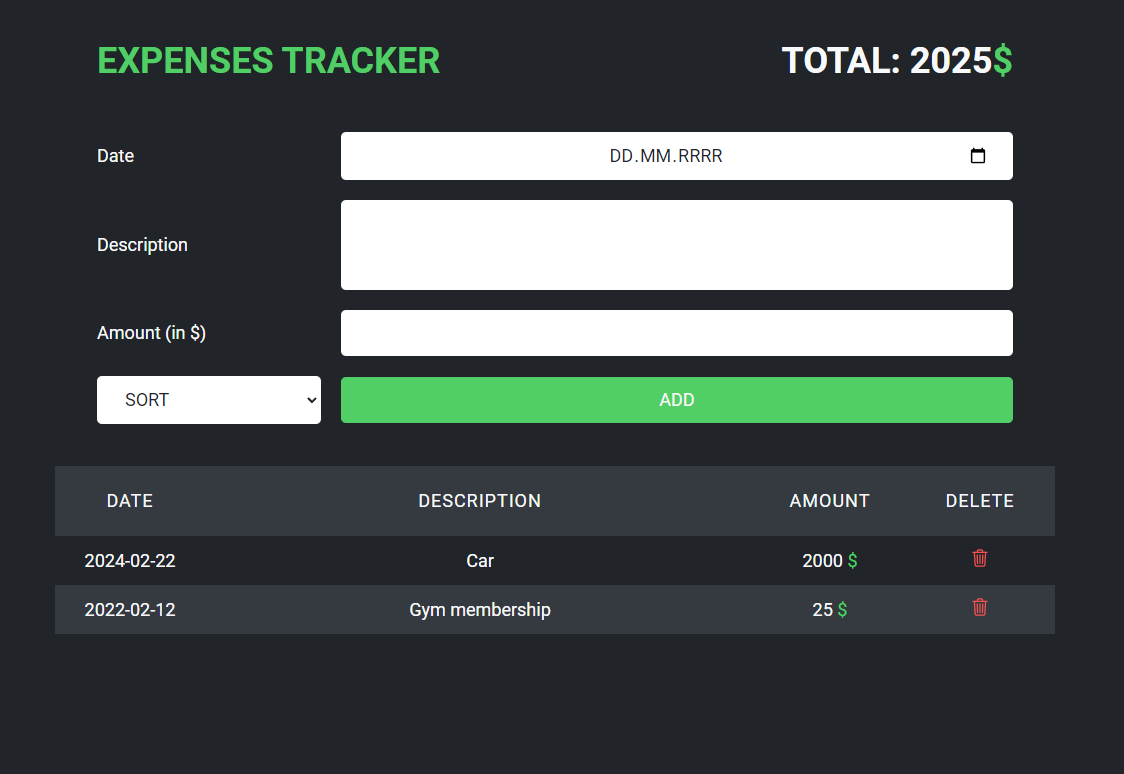 EXPENSES TRACKER TOTAL: 2025$
Date DD.MM.RRRR
Description
Amount (in $)
SORT ADD
DATE DESCRIPTION AMOUNT DELETE
2024-02-22 Car 2000 $
2022-02-12 Gym membership 25 $